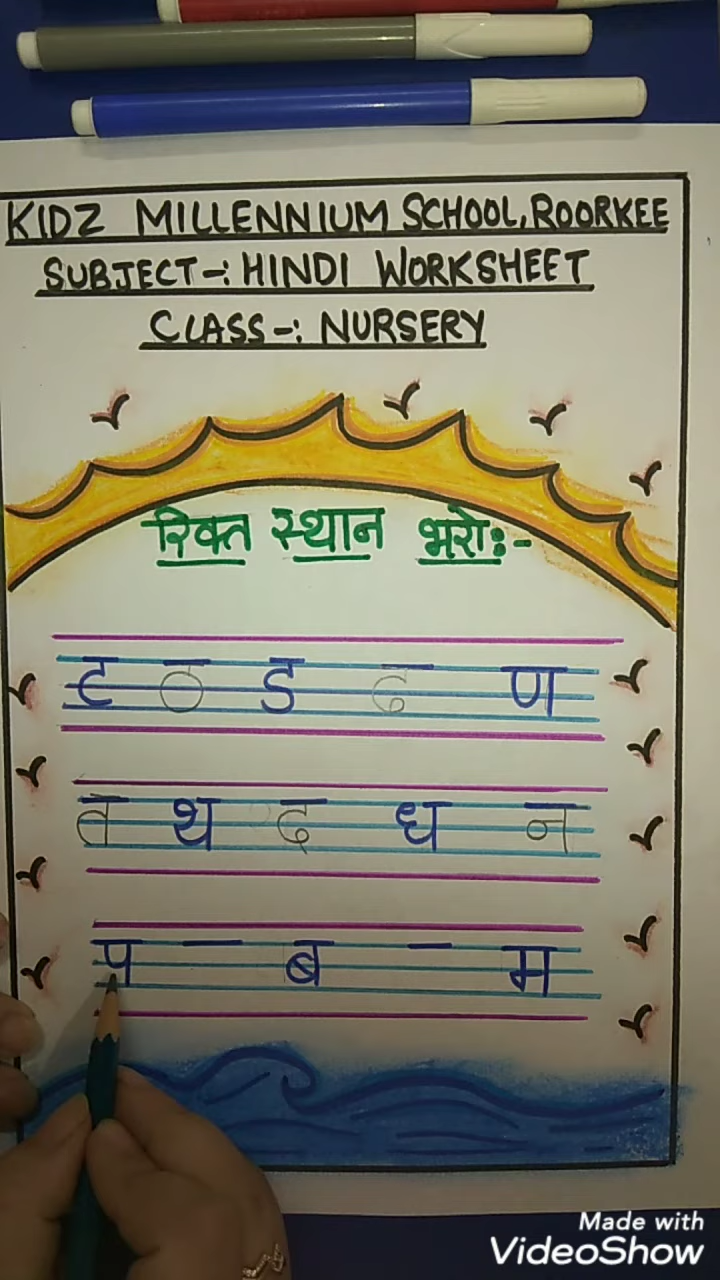 KIDZ MILLENNIUM SCHOOL, ROORKEE
SUBJECT-: HINDI WORKSHEET
CLASS-: NURSERY
रिक्त स्थान भरो:-
ट ठ ड ढ ण
त थ द ध न
प _ ब _ म
Made with
VideoShow